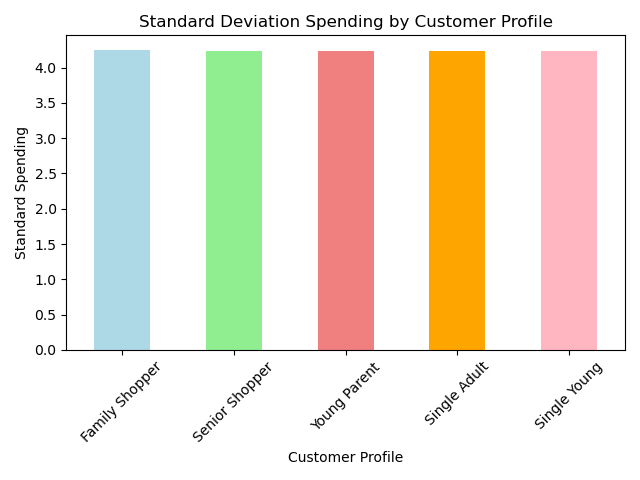 Standard Deviation Spending by Customer Profile
Standard Spending
4.0
3.5
3.0
2.5
2.0
1.5
1.0
0.5
0.0
Family Shopper
Senior Shopper
Young Parent
Single Adult
Single Young
Customer Profile